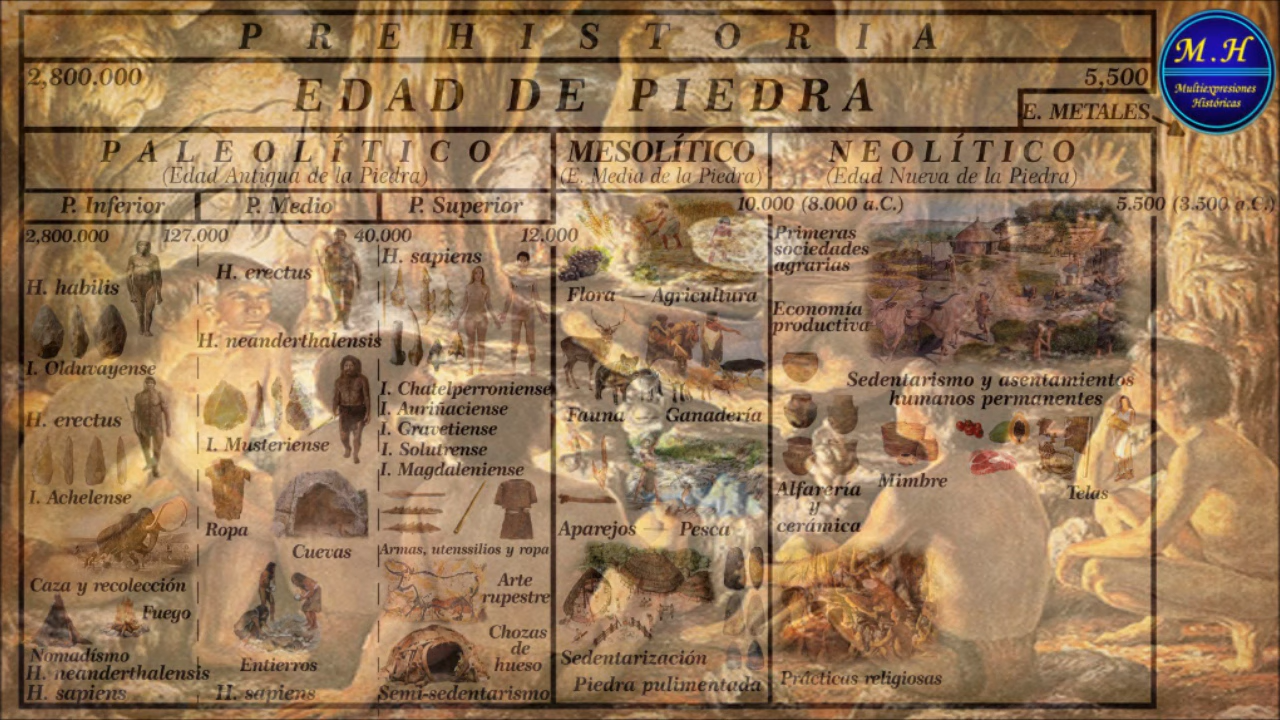 PREHISTORIA
M.H
Multiexpresiones
Históricas
2,800.000
EDAD DE PIEDRA
5,500
E. METALES
PALEOLÍTICO
(Edad Antigua de la Piedra)
MESOLÍTICO
(E. Media de la Piedra)
NEOLÍTICO
(Edad Nueva de la Piedra)
P. Inferior
P. Medio
P. Superior
10.000 (8.000 a.C.)
5.500 (3.500 a.C.)
2,800.000
127.000
40.000
12.000
H. habilis
I. Olduvayense
H. erectus
I. Achelense
Caza y recolección
Fuego
Nomadísmo
H. neanderthalensis
H. sapiens
H. erectus
H. neanderthalensis
I. Musteriense
Ropa
Cuevas
Entierros
H. sapiens
H. sapiens
I. Chatelperroniense
I. Auriñaciense
I. Gravetiense
I. Solutrense
I. Magdaleniense
Armas, utenssilios y ropa
Arte
rupestre
Chozas
de
hueso
Semi-sedentarismo
Flora — Agricultura
Fauna — Ganadería
Aparejos — Pesca
Sedentarización
Piedra pulimentada
Primeras
sociedades
agrarias
Economía
productiva
Sedentarismo y asentamientos
humanos permanentes
Alfarería
y
cerámica
Mimbre
Telas
Prácticas religiosas